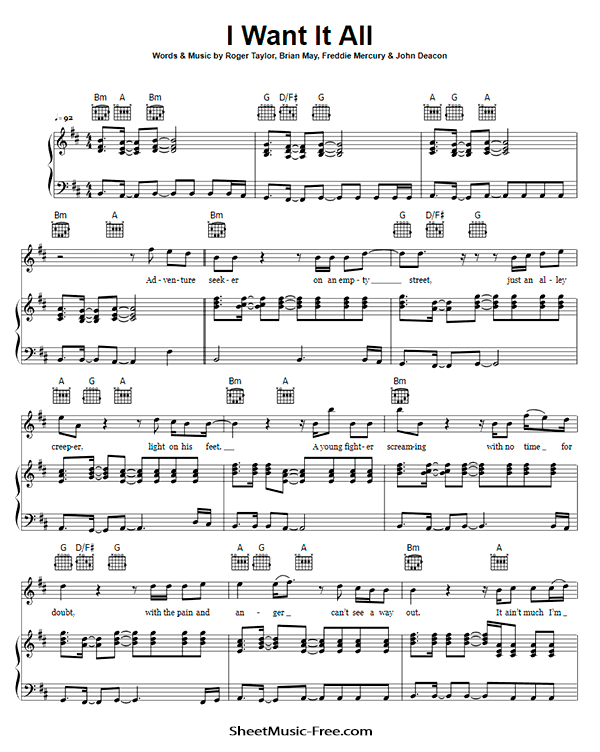 I Want It All
Words & Music by Roger Taylor, Brian May, Freddie Mercury & John Deacon
Bm A Bm G D/F♯ G A G A
♩ = 92
Bm A Bm G D/F♯ G
Ad - ven - ture seek - er on an emp - ty street, just an al - ley
A G A Bm A Bm
creep - er, light on his feet. A young fight - er scream - ing with no time for
G D/F♯ G A G A Bm A
doubt, with the pain and an - ger can't see a way out. It ain't much I'm
SheetMusic-Free.com